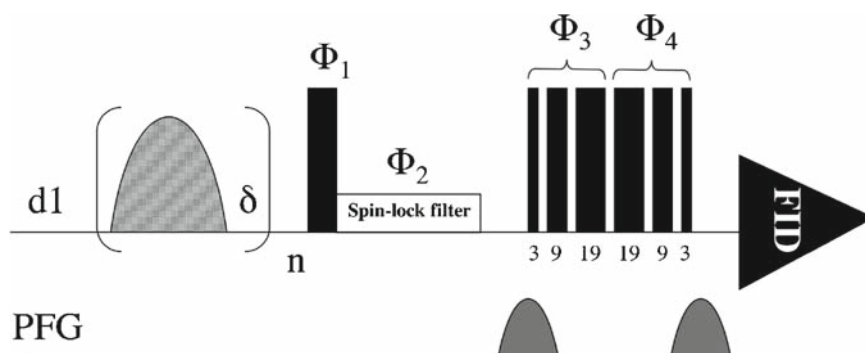 Φ3 Φ4
Φ1
Φ2
d1 δ Spin-lock filter FID
n 3 9 19 19 9 3
PFG